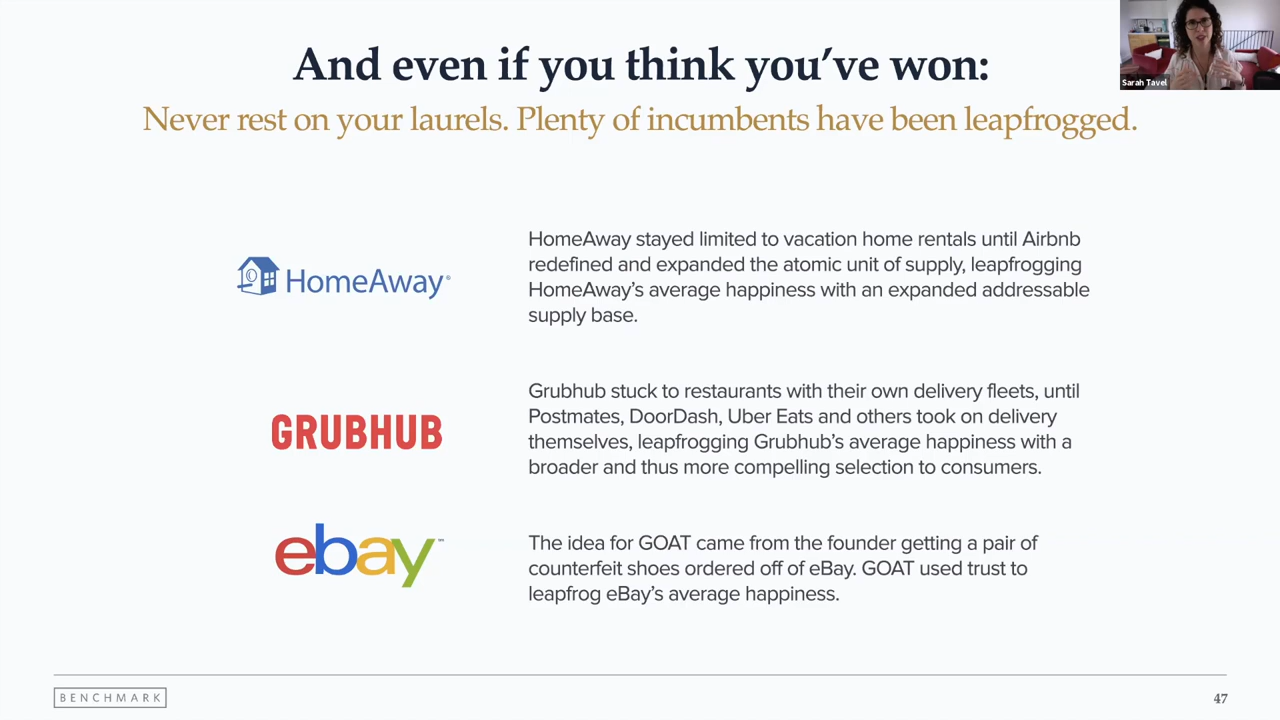 And even if you think you've won:
Never rest on your laurels. Plenty of incumbents have been leapfrogged.
Sarah Tavel
HomeAway®
HomeAway stayed limited to vacation home rentals until Airbnb
redefined and expanded the atomic unit of supply, leapfrogging
HomeAway's average happiness with an expanded addressable
supply base.
GRUBHUB
Grubhub stuck to restaurants with their own delivery fleets, until
Postmates, DoorDash, Uber Eats and others took on delivery
themselves, leapfrogging Grubhub's average happiness with a
broader and thus more compelling selection to consumers.
ebay™
The idea for GOAT came from the founder getting a pair of
counterfeit shoes ordered off of eBay. GOAT used trust to
leapfrog eBay's average happiness.
BENCHMARK
47